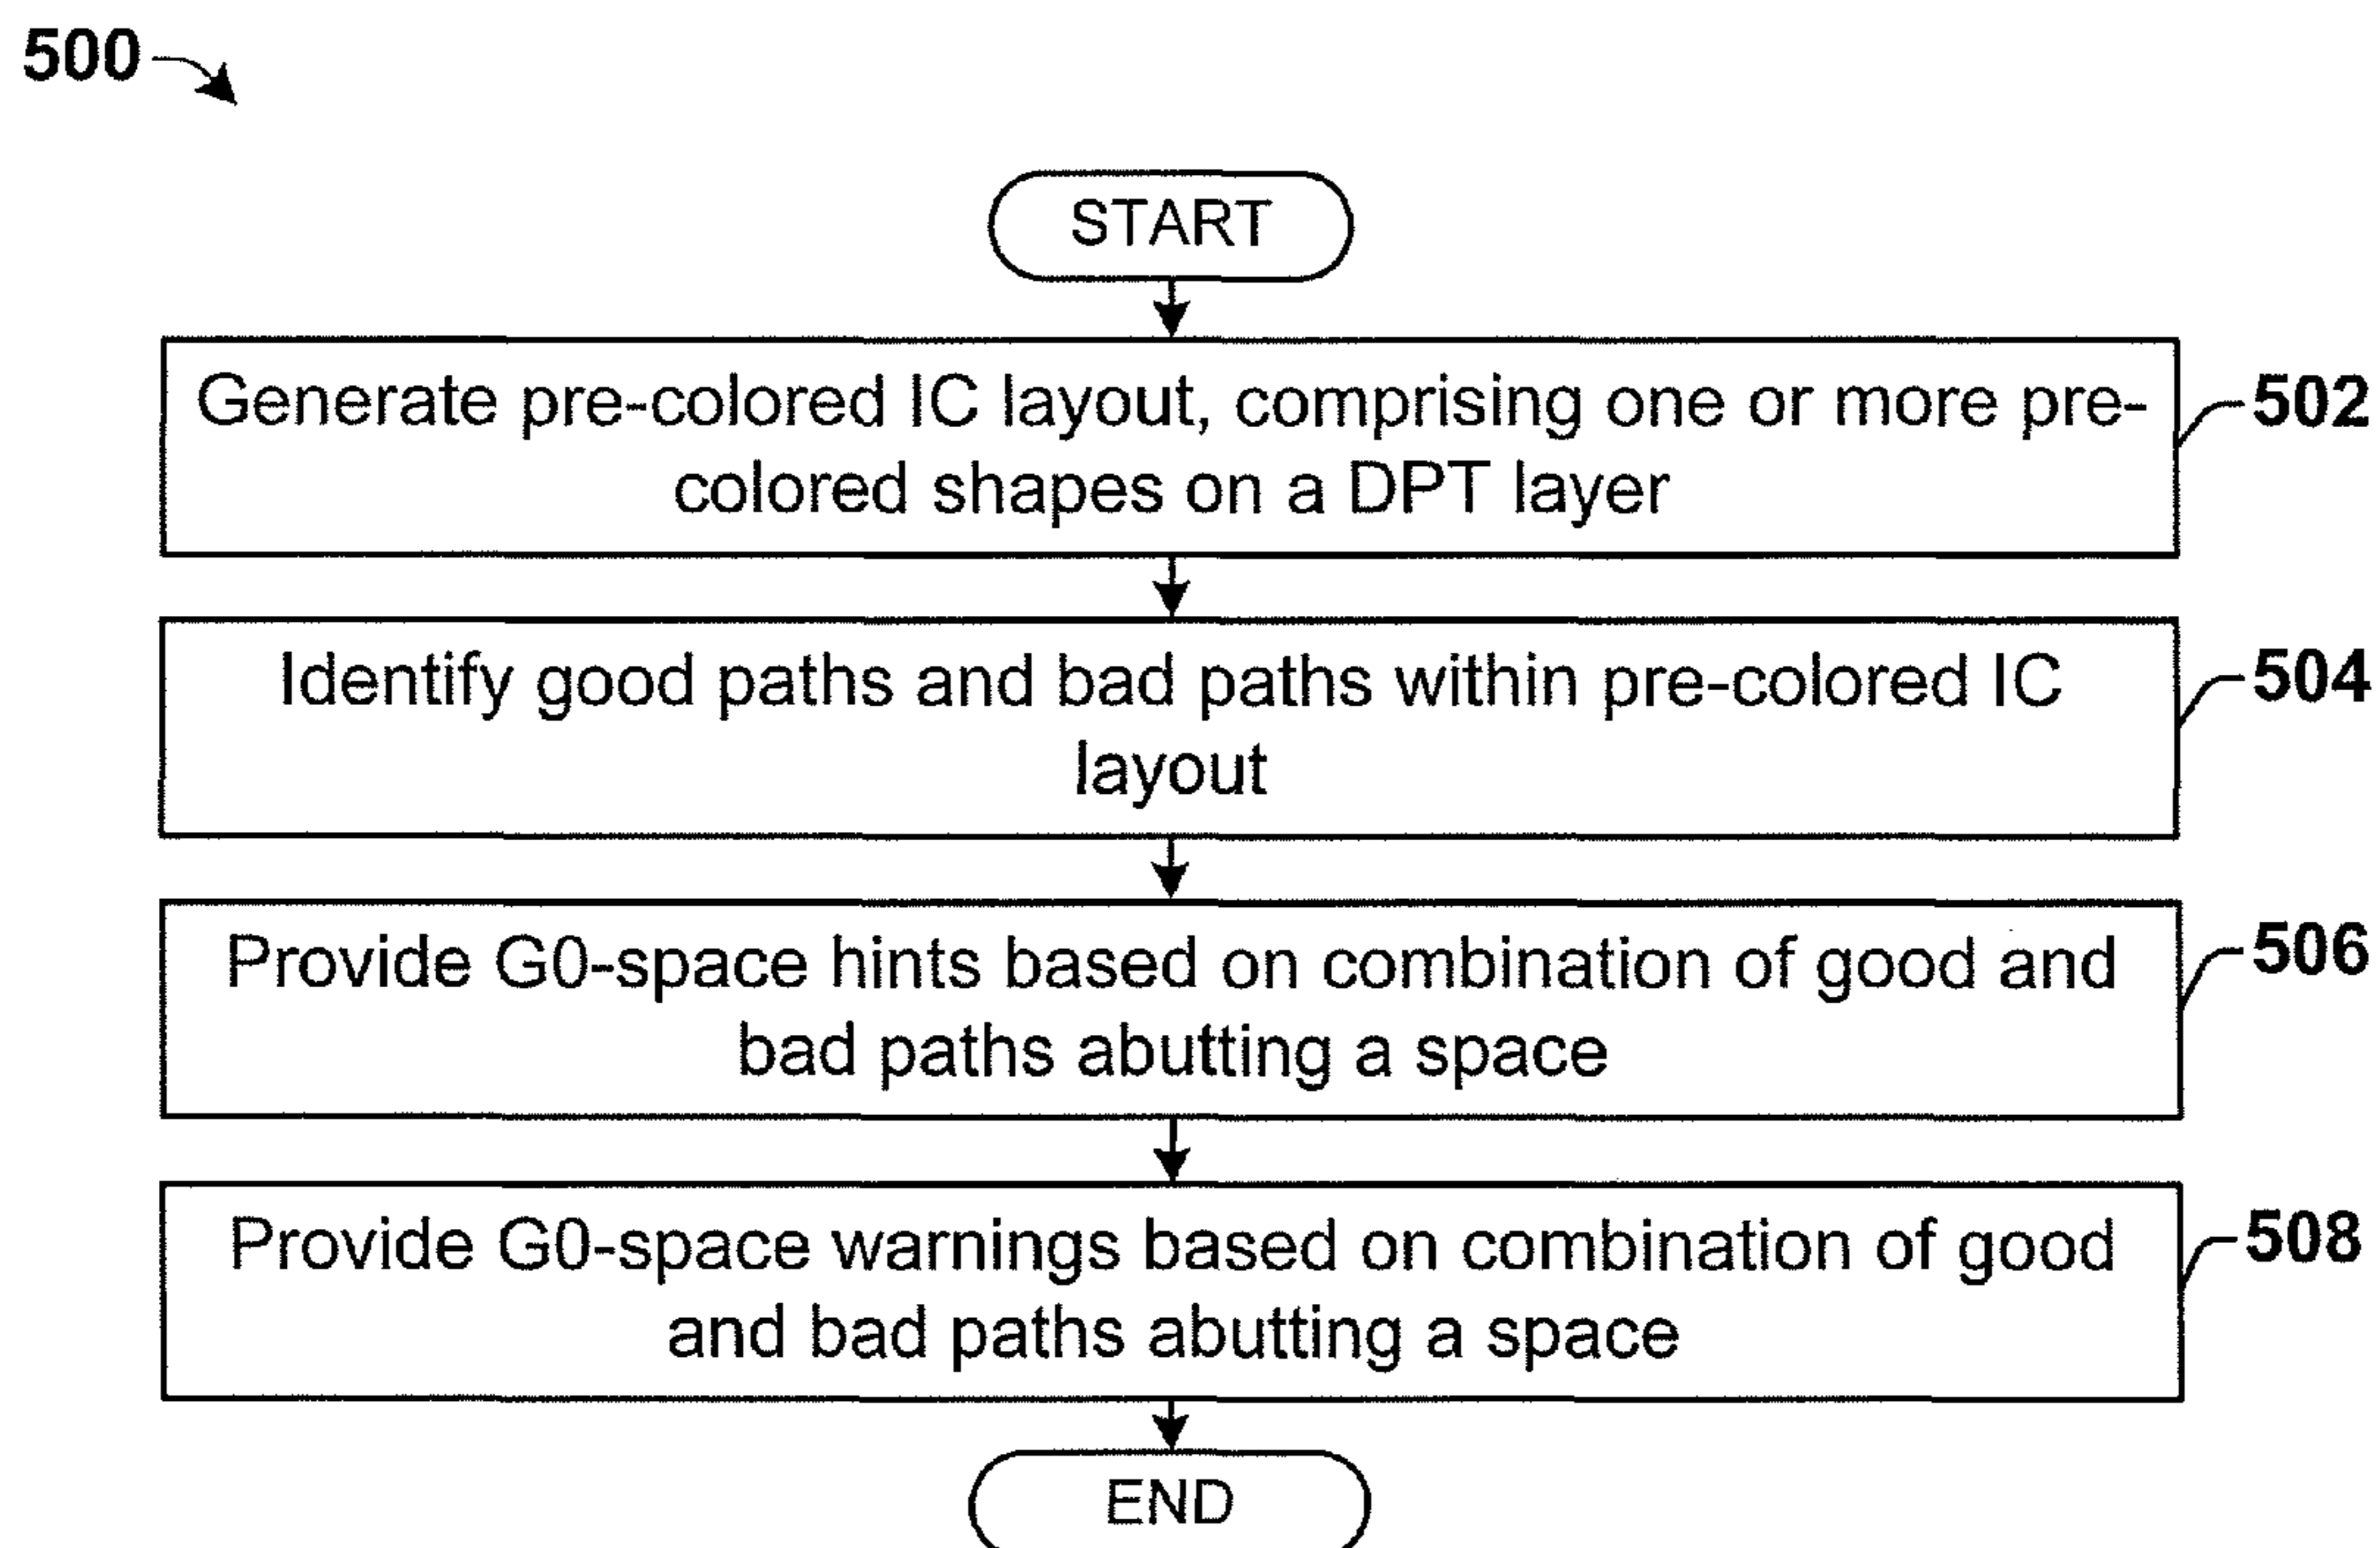 500
START
Generate pre-colored IC layout, comprising one or more pre-
colored shapes on a DPT layer
502
Identify good paths and bad paths within pre-colored IC
layout
504
Provide G0-space hints based on combination of good and
bad paths abutting a space
506
Provide G0-space warnings based on combination of good
and bad paths abutting a space
508
END